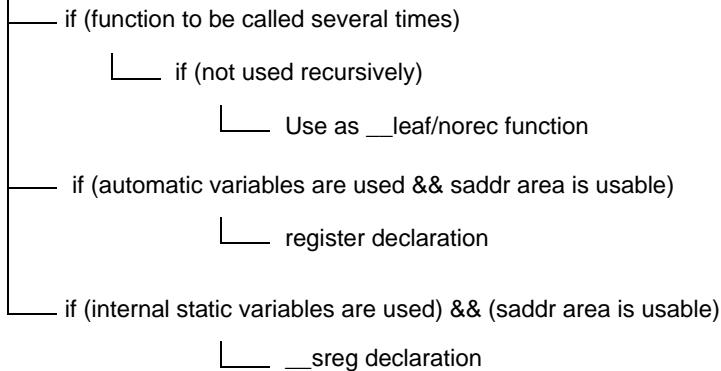 if (function to be called several times)
if (not used recursively)
Use as __leaf/norec function
if (automatic variables are used && saddr area is usable)
register declaration
if (internal static variables are used) && (saddr area is usable)
__sreg declaration